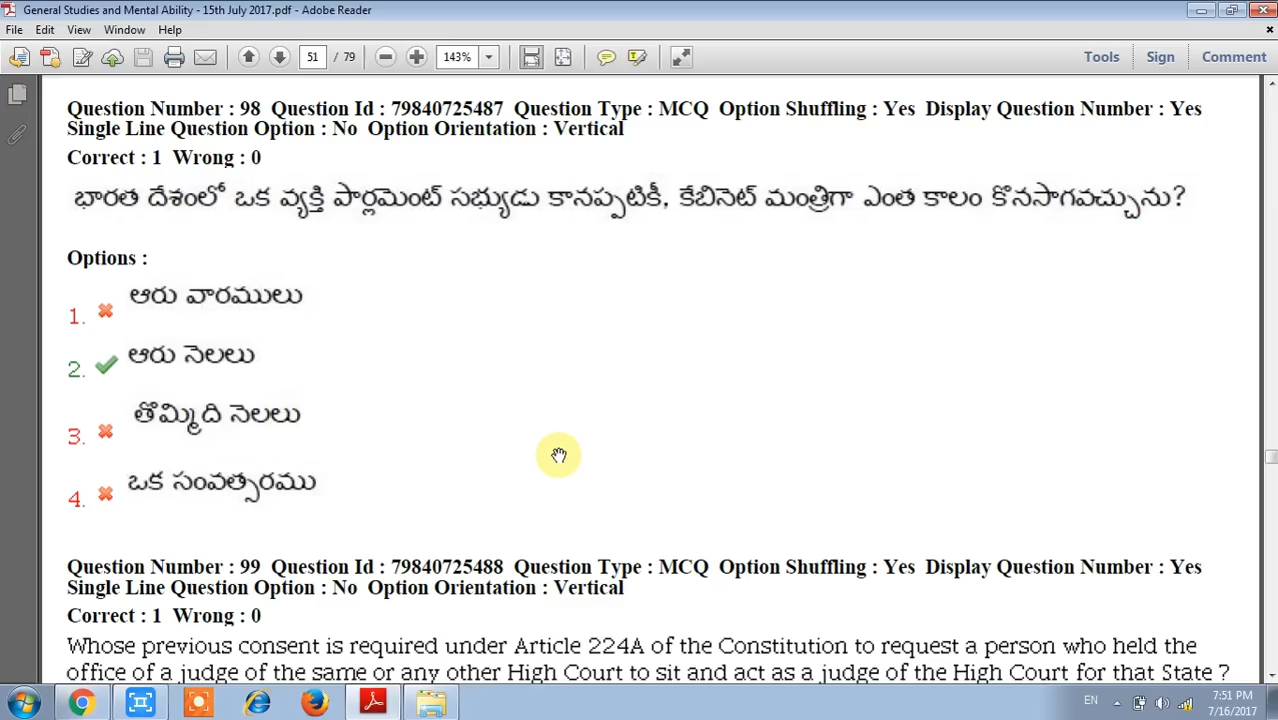 General Studies and Mental Ability - 15th July 2017.pdf - Adobe Reader
File Edit View Window Help
51 / 79 143% Tools Sign Comment
Question Number : 98 Question Id : 79840725487 Question Type : MCQ Option Shuffling : Yes Display Question Number : Yes
Single Line Question Option : No Option Orientation : Vertical
Correct : 1 Wrong : 0
భారత దేశంలో ఒక వ్యక్తి పార్లమెంట్ సభ్యుడు కానప్పటికీ, కేబినెట్ మంత్రిగా ఎంత కాలం కొనసాగవచ్చును?
Options :
1. ఆరు వారములు
2. ఆరు నెలలు
3. తొమ్మిది నెలలు
4. ఒక సంవత్సరము
Question Number : 99 Question Id : 79840725488 Question Type : MCQ Option Shuffling : Yes Display Question Number : Yes
Single Line Question Option : No Option Orientation : Vertical
Correct : 1 Wrong : 0
Whose previous consent is required under Article 224A of the Constitution to request a person who held the
office of a judge of the same or any other High Court to sit and act as a judge of the High Court for that State ?
EN 7:51 PM
7/16/2017